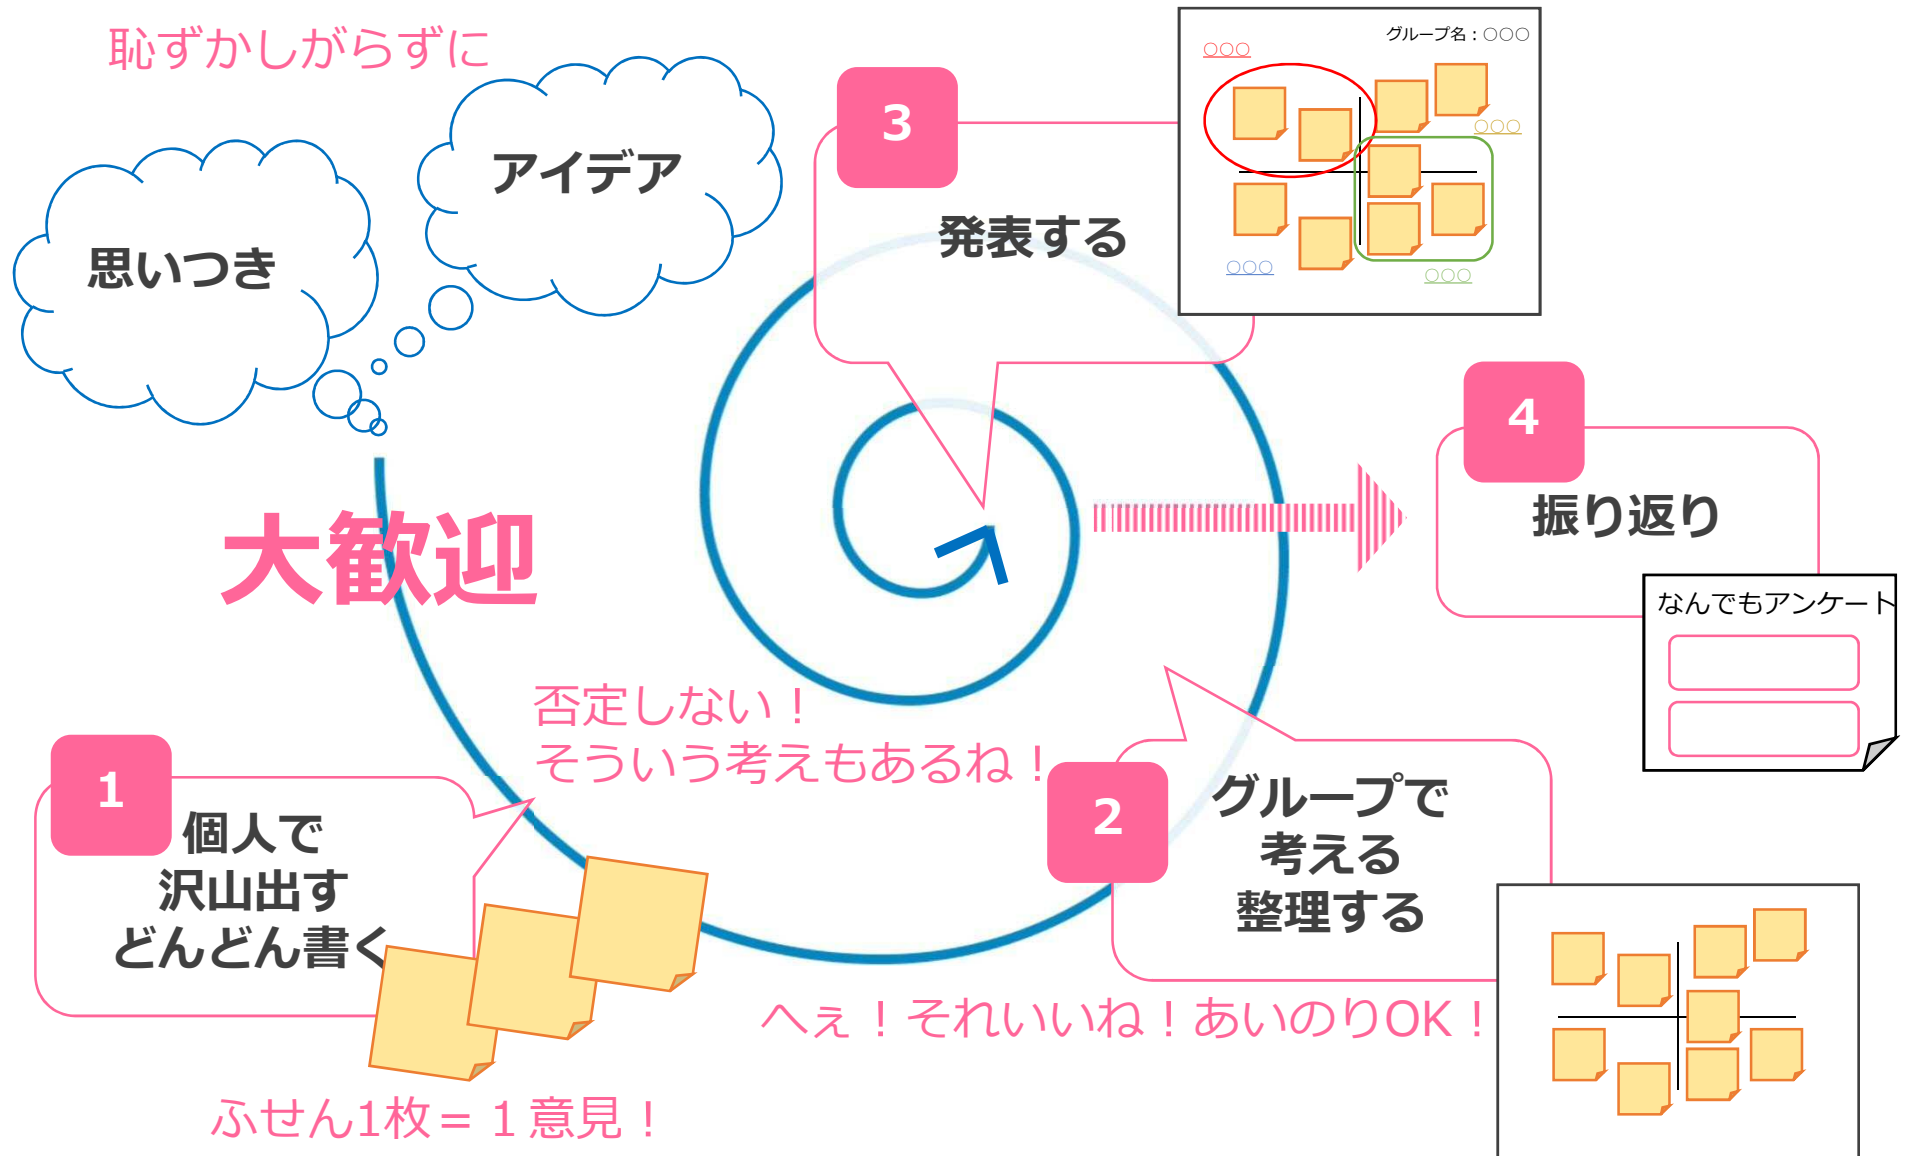 恥ずかしがらずに
アイデア
思いつき
大歓迎
1
個人で
沢山出す
どんどん書く
ふせん1枚＝１意見！
否定しない！
そういう考えもあるね！
2
グループで
考える
整理する
へぇ！それいいね！あいのりOK！
3
発表する
グループ名：○○○
○○○
○○○
○○○
○○○
4
振り返り
なんでもアンケート